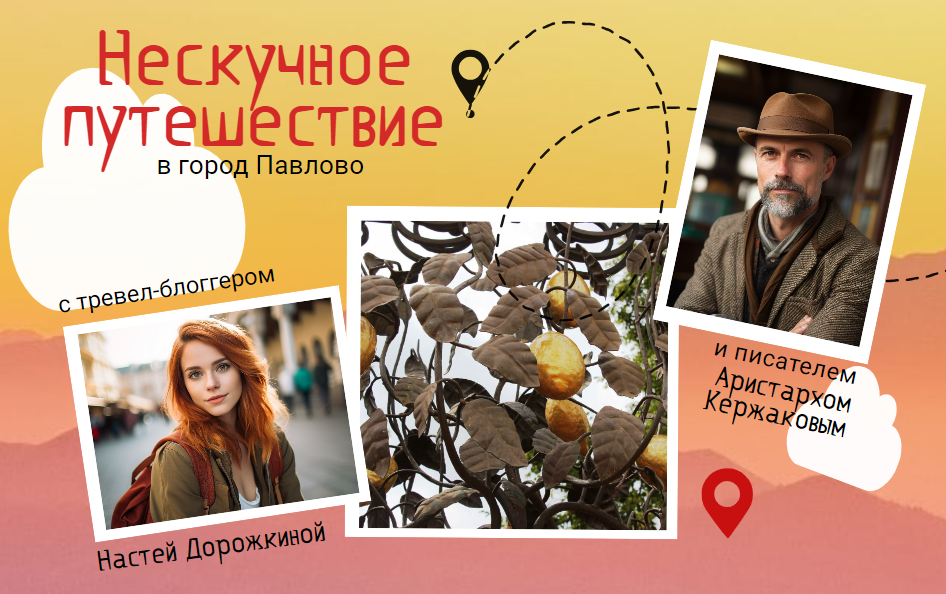 Нескучное
путешествие
в город Павлово
с тревел-блоггером
Настей Дорожкиной
и писателем
Аристархом
Кержаковым